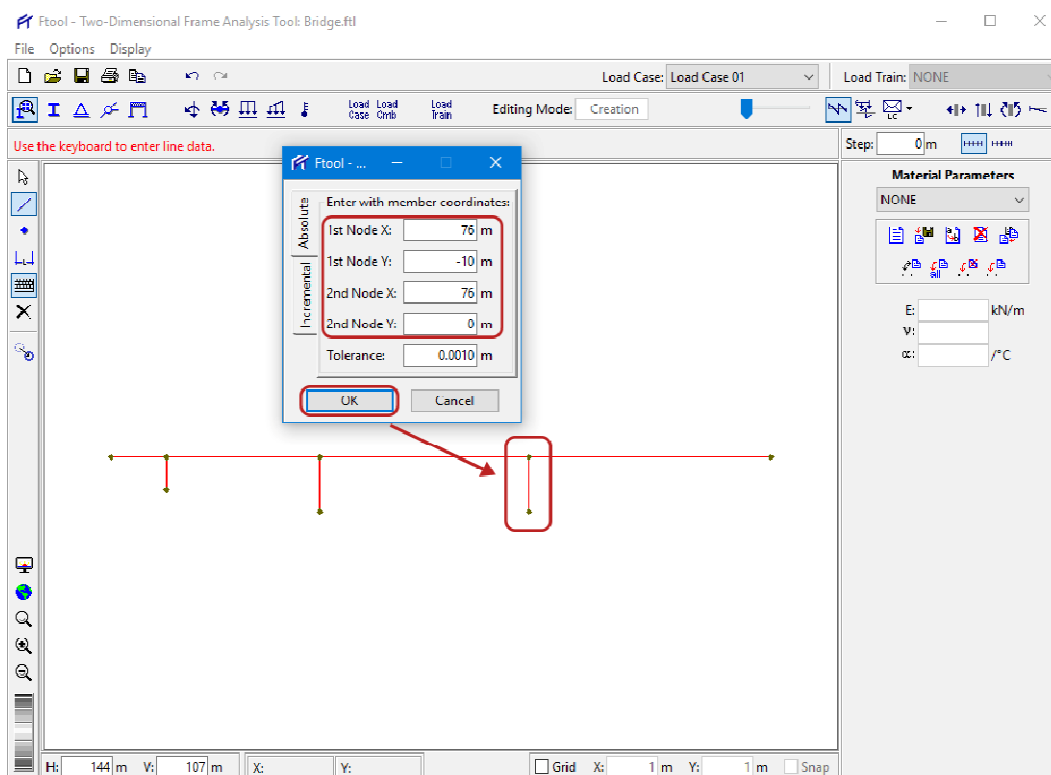 Ftool - Two-Dimensional Frame Analysis Tool: Bridge.ftl
File Options Display
Load Case: Load Case 01 Load Train: NONE
Load Case Load Cmb Load Train Editing Mode: Creation LC
Use the keyboard to enter line data. Step: 0 m
Ftool - ...
Material Parameters
NONE
Absolute
Incremental
Enter with member coordinates:
1st Node X: 76 m
1st Node Y: -10 m
2nd Node X: 76 m
2nd Node Y: 0 m
Tolerance: 0.0010 m
OK Cancel
all
E: kN/m
ν:
α: /°C
H: 144 m V: 107 m X: Y: Grid X: 1 m Y: 1 m Snap